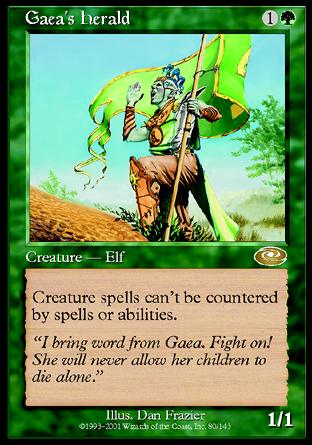 Gaea's Herald 1
Creature — Elf
Creature spells can't be countered
by spells or abilities.
"I bring word from Gaea. Fight on!
She will never allow her children to
die alone."
1/1
Illus. Dan Frazier
©1993–2001 Wizards of the Coast, Inc. 80/143